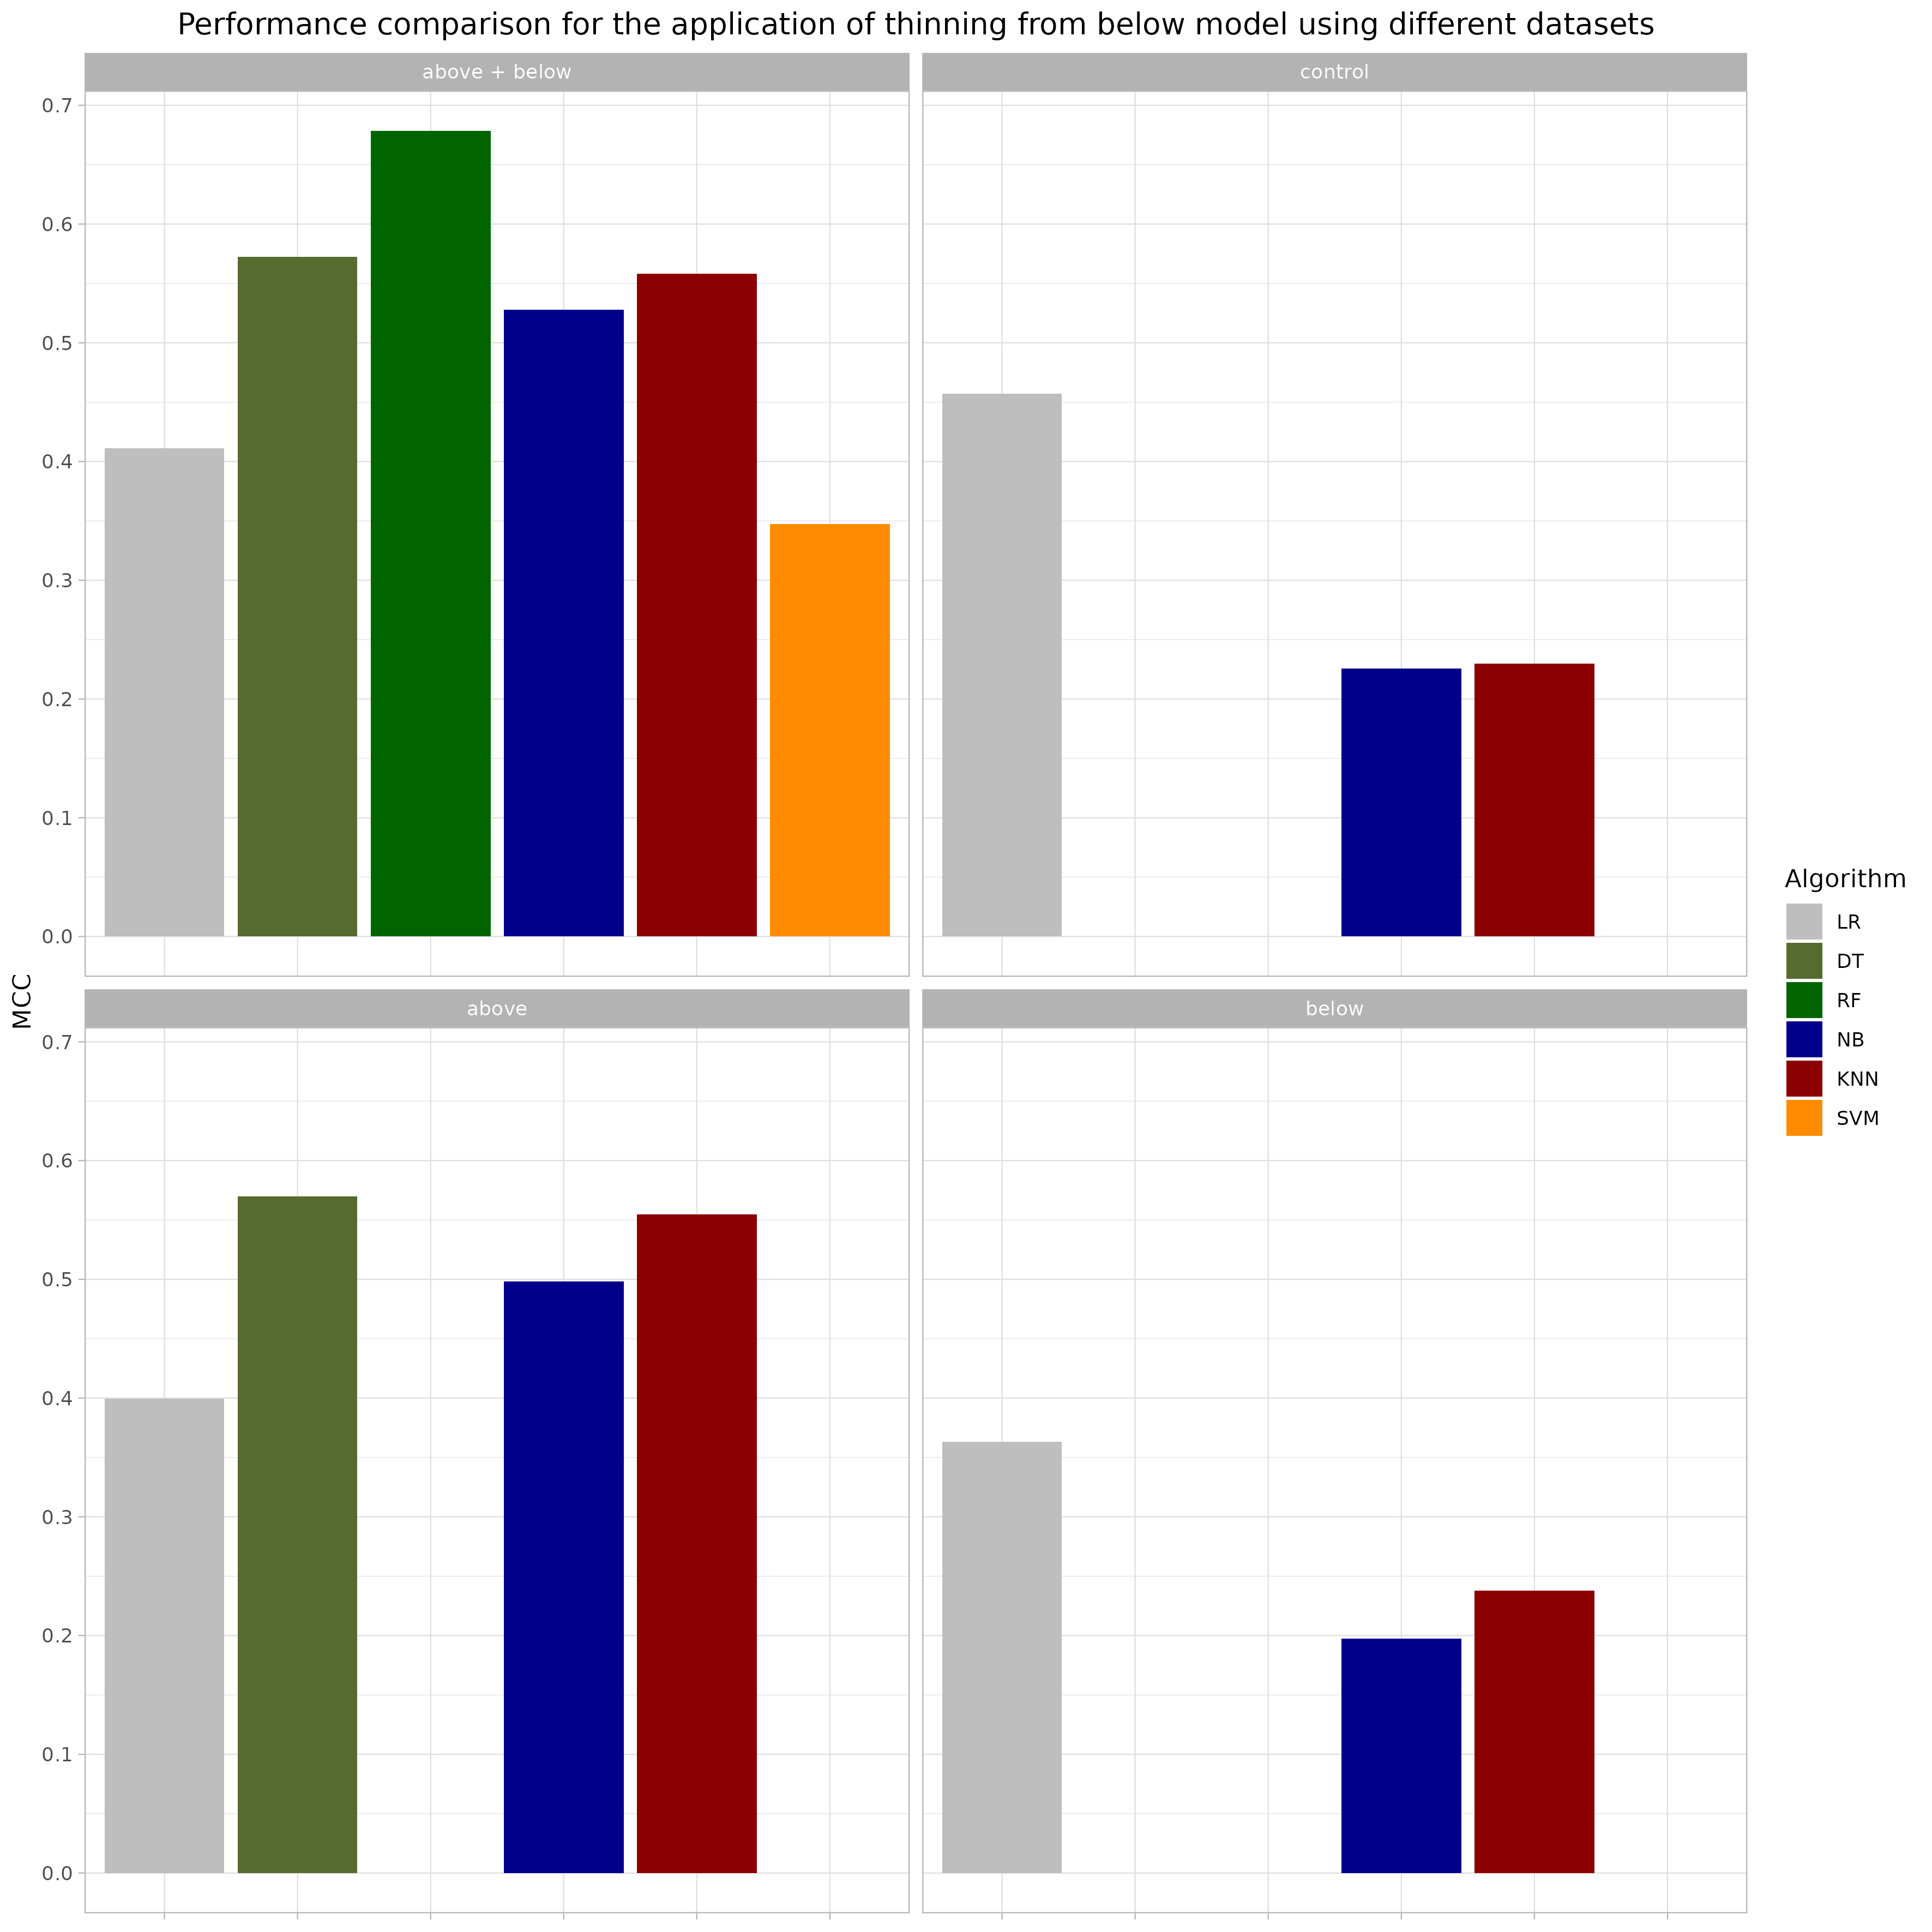 Performance comparison for the application of thinning from below model using different datasets
above + below
control
0.7
0.6
0.5
0.4
0.3
0.2
0.1
0.0
MCC
above
below
0.7
0.6
0.5
0.4
0.3
0.2
0.1
0.0
Algorithm
LR
DT
RF
NB
KNN
SVM